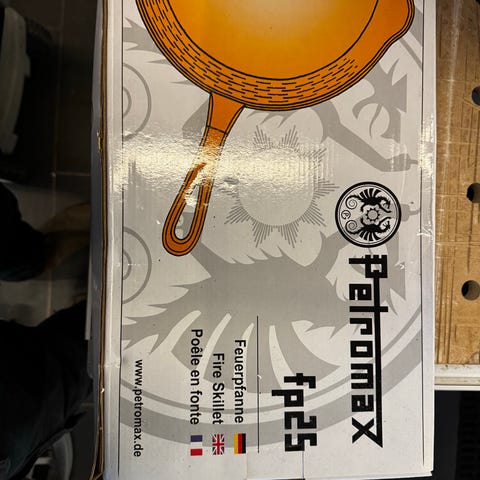 Petromax
fp25
Feuerpfanne
Fire Skillet
Poêle en fonte
www.petromax.de